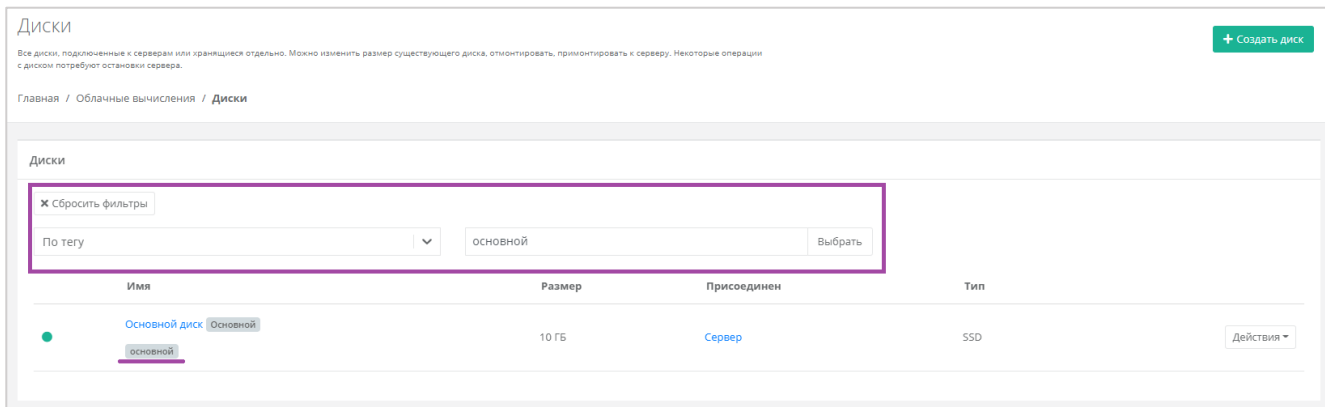 Диски
+ Создать диск
Все диски, подключенные к серверам или хранящиеся отдельно. Можно изменить размер существующего диска, отмонтировать, примонтировать к серверу. Некоторые операции
с диском потребуют остановки сервера.
Главная / Облачные вычисления / Диски
Диски
× Сбросить фильтры
По тегу основной Выбрать
Имя Размер Присоединен Тип
Основной диск Основной
основной
10 ГБ Сервер SSD Действия